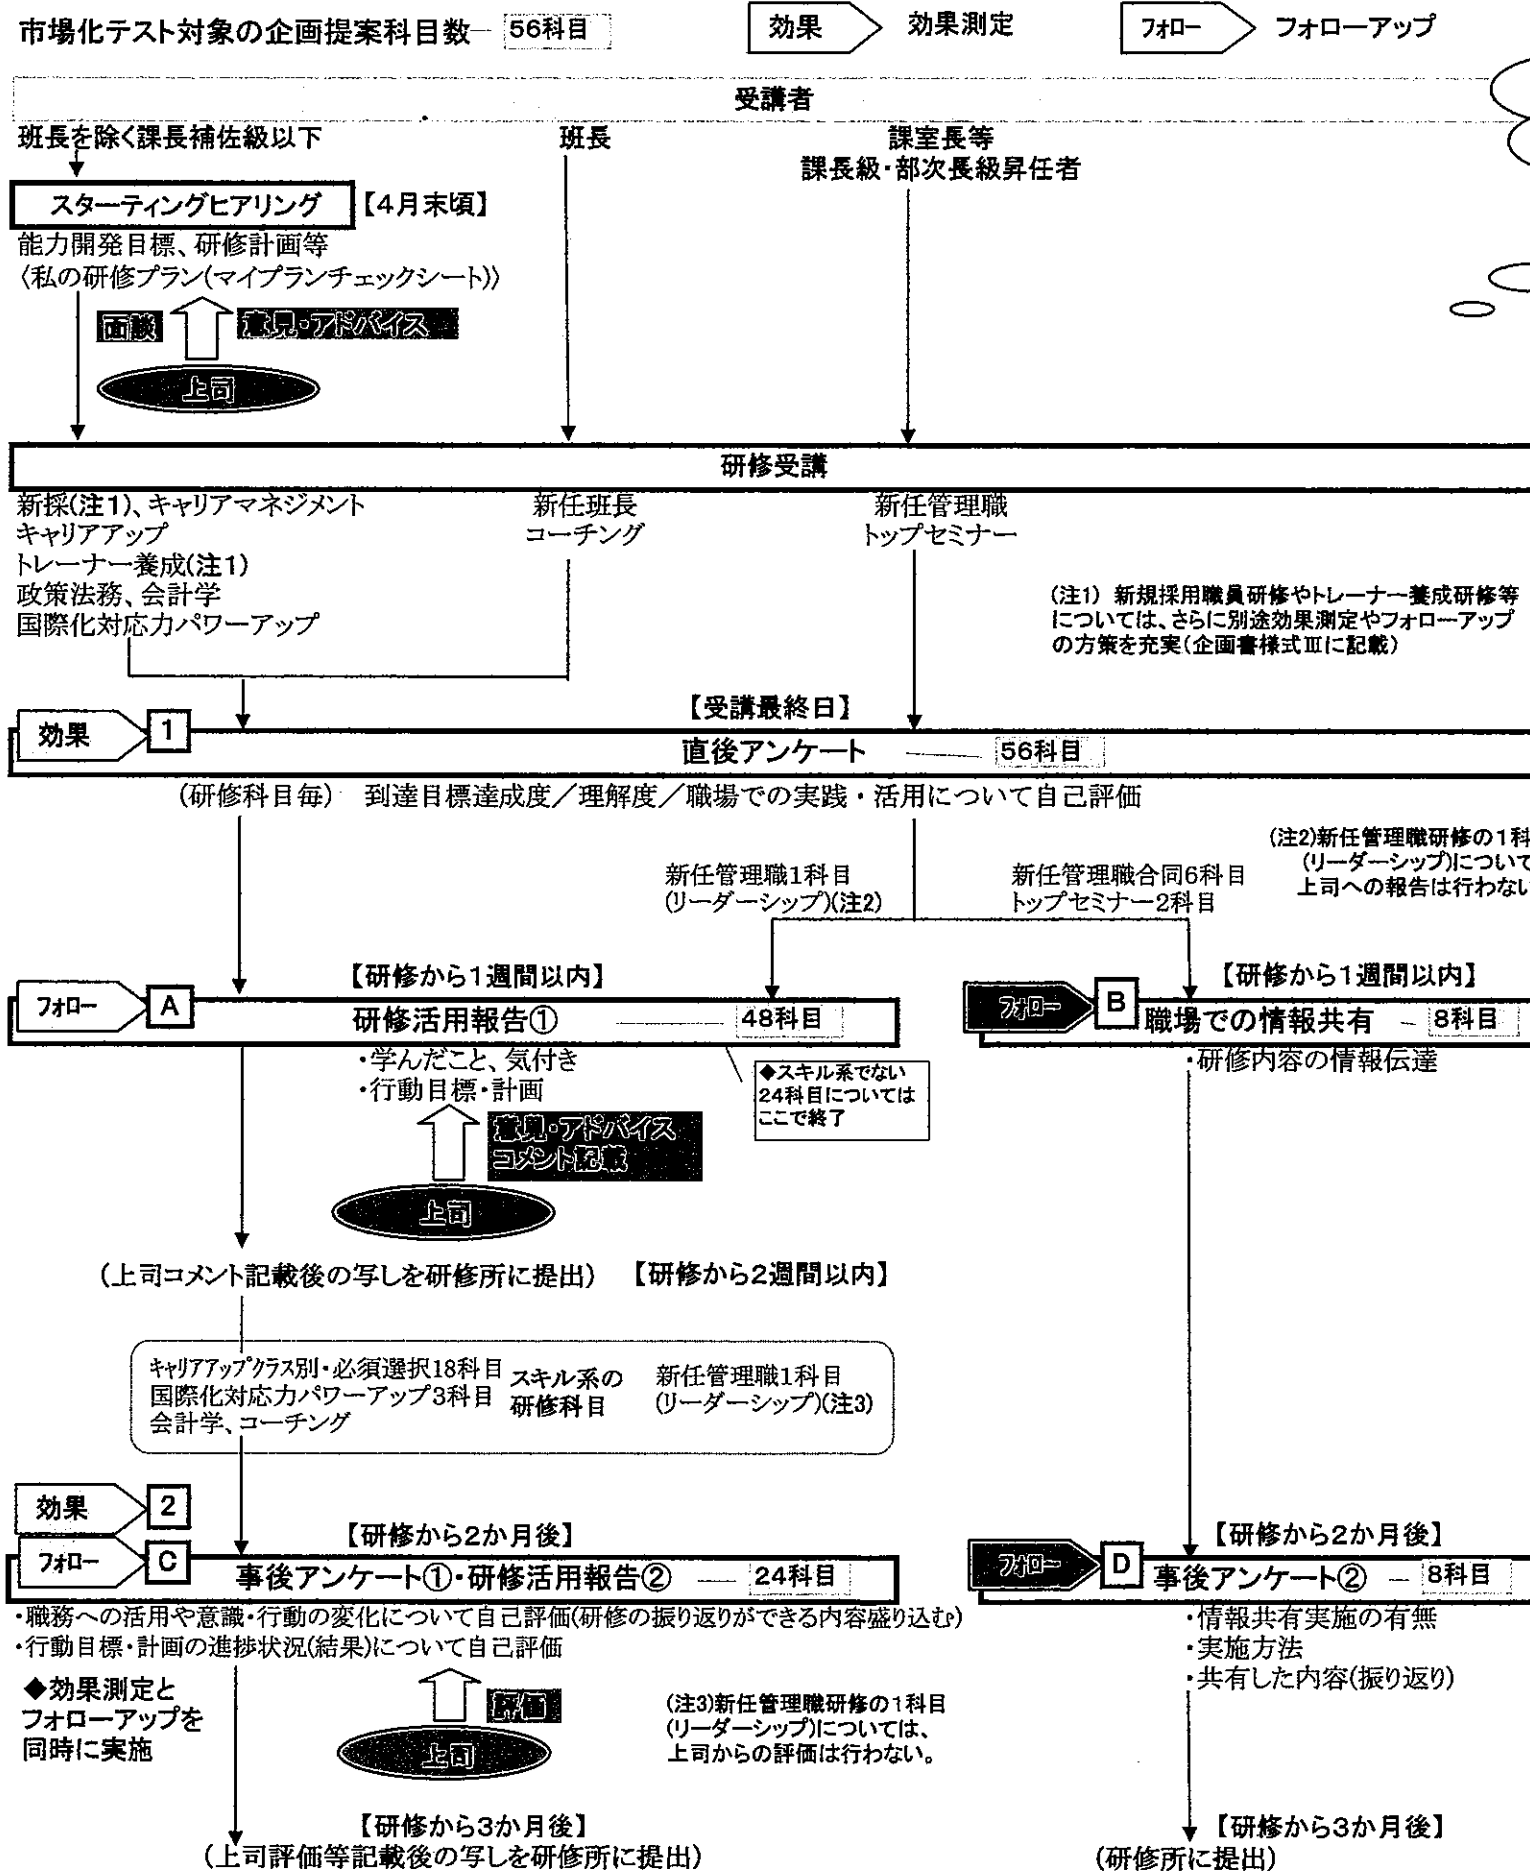 市場化テスト対象の企画提案科目数 56科目
効果 効果測定
フォロー フォローアップ
受講者
班長を除く課長補佐級以下
班長
課室長等
課長級・部次長級昇任者
スターティングヒアリング 【4月末頃】
能力開発目標、研修計画等
〈私の研修プラン(マイプランチェックシート)〉
面談
意見・アドバイス
上司
研修受講
新採(注1)、キャリアマネジメント
キャリアアップ
トレーナー養成(注1)
政策法務、会計学
国際化対応力パワーアップ
新任班長
コーチング
新任管理職
トップセミナー
(注1) 新規採用職員研修やトレーナー養成研修等
については、さらに別途効果測定やフォローアップ
の方策を充実(企画書様式Ⅲに記載)
【受講最終日】
効果 1
直後アンケート 56科目
(研修科目毎) 到達目標達成度／理解度／職場での実践・活用について自己評価
新任管理職1科目
(リーダーシップ)(注2)
新任管理職合同6科目
トップセミナー2科目
(注2)新任管理職研修の1科
(リーダーシップ)について
上司への報告は行わない
【研修から1週間以内】
フォロー A
研修活用報告① 48科目
・学んだこと、気付き
・行動目標・計画
◆スキル系でない
24科目については
ここで終了
意見・アドバイス
コメント記載
上司
【研修から1週間以内】
フォロー B
職場での情報共有 8科目
・研修内容の情報伝達
(上司コメント記載後の写しを研修所に提出) 【研修から2週間以内】
キャリアアップクラス別・必須選択18科目
国際化対応力パワーアップ3科目
会計学、コーチング
スキル系の
研修科目
新任管理職1科目
(リーダーシップ)(注3)
効果 2
【研修から2か月後】
フォロー C
事後アンケート①・研修活用報告② 24科目
・職務への活用や意識・行動の変化について自己評価(研修の振り返りができる内容盛り込む)
・行動目標・計画の進捗状況(結果)について自己評価
◆効果測定と
フォローアップを
同時に実施
評価
上司
(注3)新任管理職研修の1科目
(リーダーシップ)については、
上司からの評価は行わない。
【研修から3か月後】
(上司評価等記載後の写しを研修所に提出)
【研修から2か月後】
フォロー D
事後アンケート② 8科目
・情報共有実施の有無
・実施方法
・共有した内容(振り返り)
【研修から3か月後】
(研修所に提出)